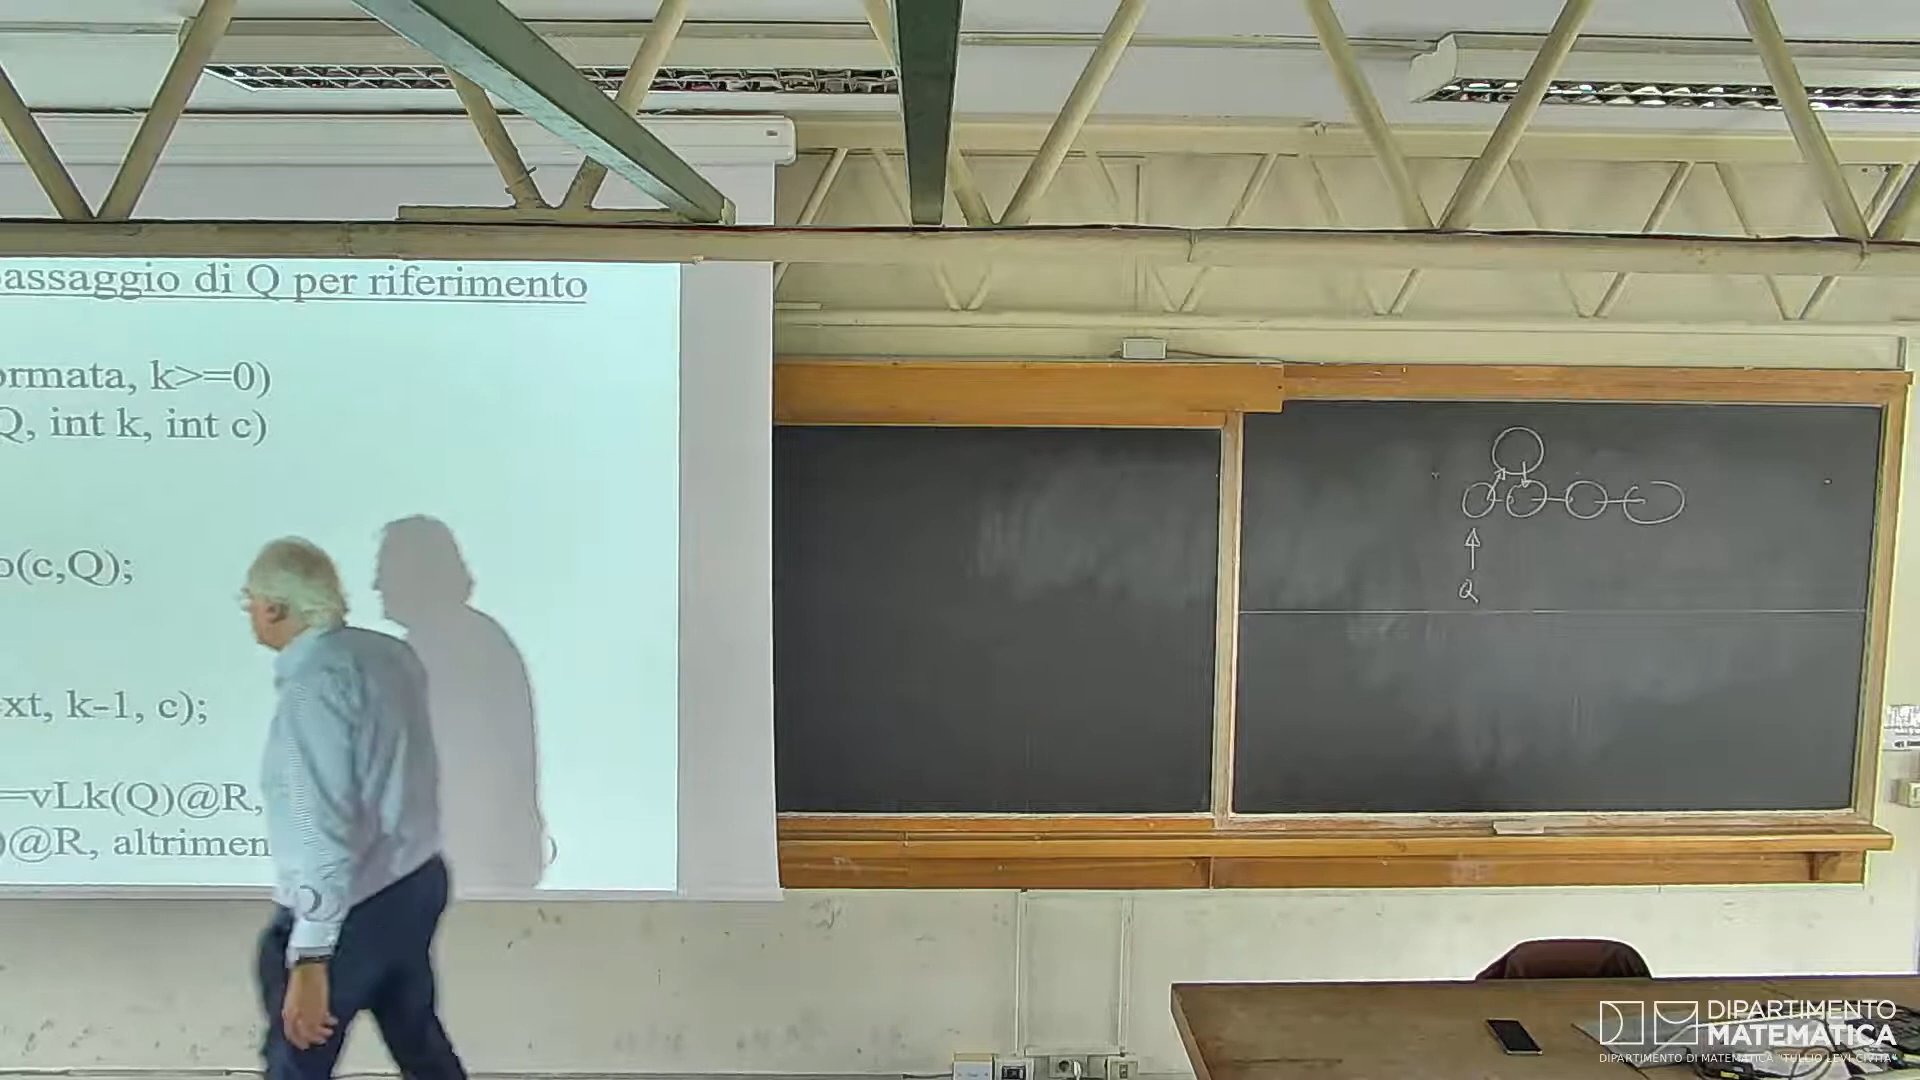 assaggio di Q per riferimento
ormata, k>=0)
Q, int k, int c)
o(c,Q);
xt, k-1, c);
=vLk(Q)@R,
)@R, altrimen )
Q
DIPARTIMENTO
MATEMATICA
DIPARTIMENTO DI MATEMATICA "TULLIO LEVI-CIVITA"